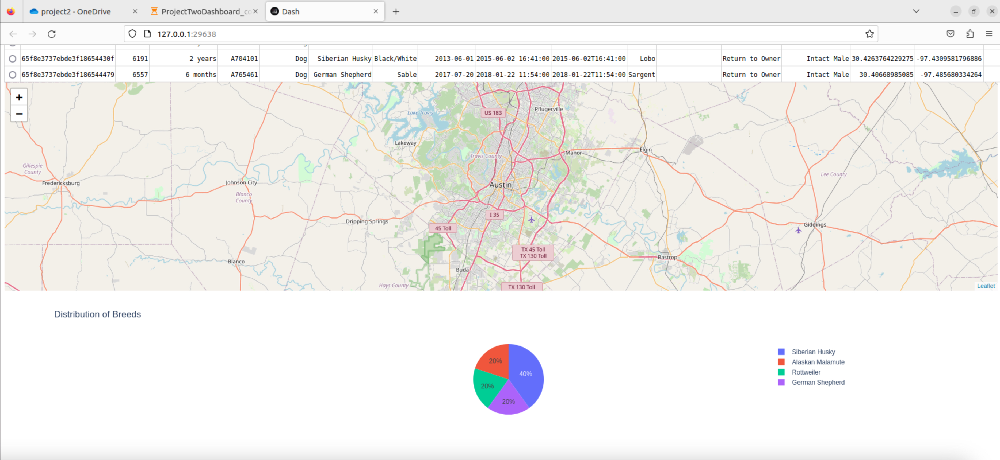 project2 - OneDrive
ProjectTwoDashboard_co
Dash
127.0.0.1:29638
65f8e3737ebde3f18654430f 6191 2 years A704101 Dog Siberian Husky Black/White 2013-06-01 2015-06-02 16:41:00 2015-06-02T16:41:00 Lobo Return to Owner Intact Male 30.4263764229275 -97.4309581796886
65f8e3737ebde3f186544479 6557 6 months A765461 Dog German Shepherd Sable 2017-07-20 2018-01-22 11:54:00 2018-01-22T11:54:00 Sargent Return to Owner Intact Male 30.40668985085 -97.485680334264
+
−
Pflugerville
US 183
Lake Travis
Lakeway
Elgin
Manor
Travis County
Gillespie
County
Lee County
Fredericksburg
Johnson City
Austin
Blanco
County
I 35
Dripping Springs
Giddings
45 Toll
TX 45 Toll
TX 130 Toll
Bastrop
Blanco
Buda
Hays County
TX 130 Toll
Leaflet
Distribution of Breeds
20%
40%
20%
20%
Siberian Husky
Alaskan Malamute
Rottweiler
German Shepherd